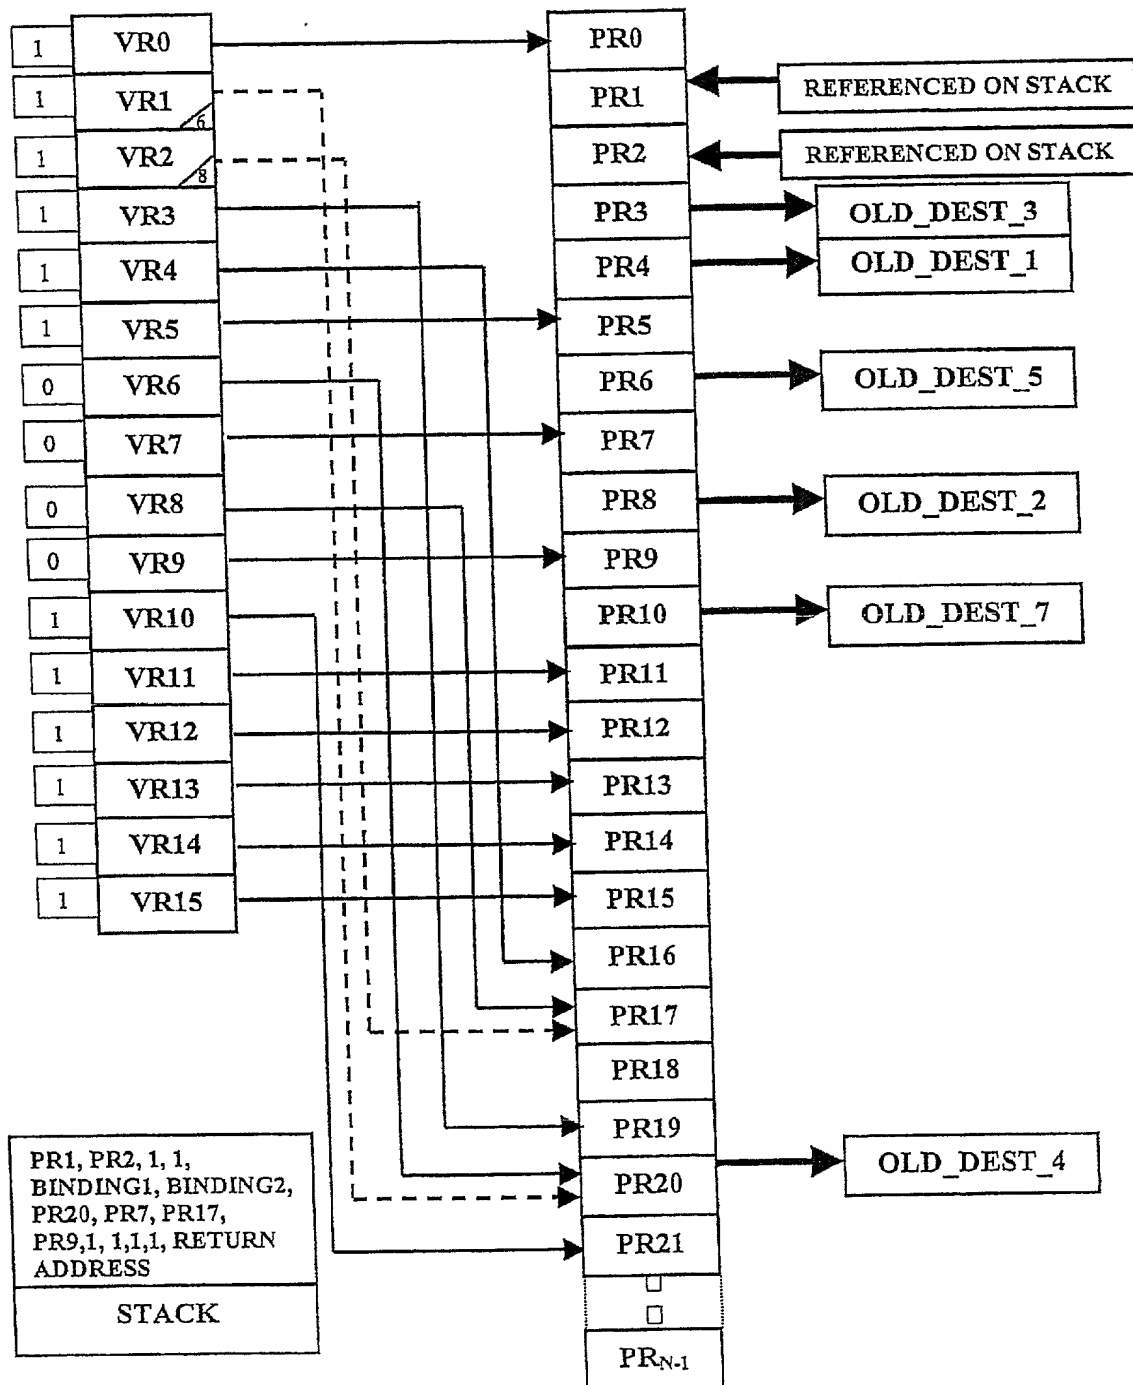 1 VR0 PR0
1 VR1 6 PR1 REFERENCED ON STACK
1 VR2 8 PR2 REFERENCED ON STACK
1 VR3 PR3 OLD_DEST_3
1 VR4 PR4 OLD_DEST_1
1 VR5 PR5
0 VR6 PR6 OLD_DEST_5
0 VR7 PR7
0 VR8 PR8 OLD_DEST_2
0 VR9 PR9
1 VR10 PR10 OLD_DEST_7
1 VR11 PR11
1 VR12 PR12
1 VR13 PR13
1 VR14 PR14
1 VR15 PR15
PR16
PR17
PR18
PR19
PR20 OLD_DEST_4
PR21
PRN-1
PR1, PR2, 1, 1,
BINDING1, BINDING2,
PR20, PR7, PR17,
PR9,1, 1,1,1, RETURN
ADDRESS
STACK